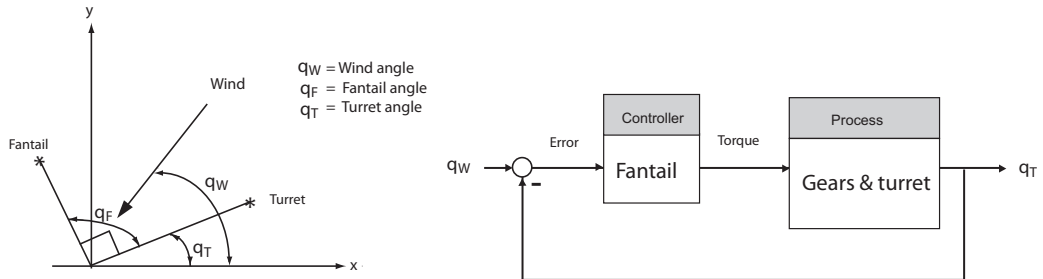 y
Wind
qW = Wind angle
qF = Fantail angle
qT = Turret angle
Fantail
*
qW
* Turret
qF
qT
x
Controller
Process
Error
Torque
qW
Fantail
Gears & turret
qT
-